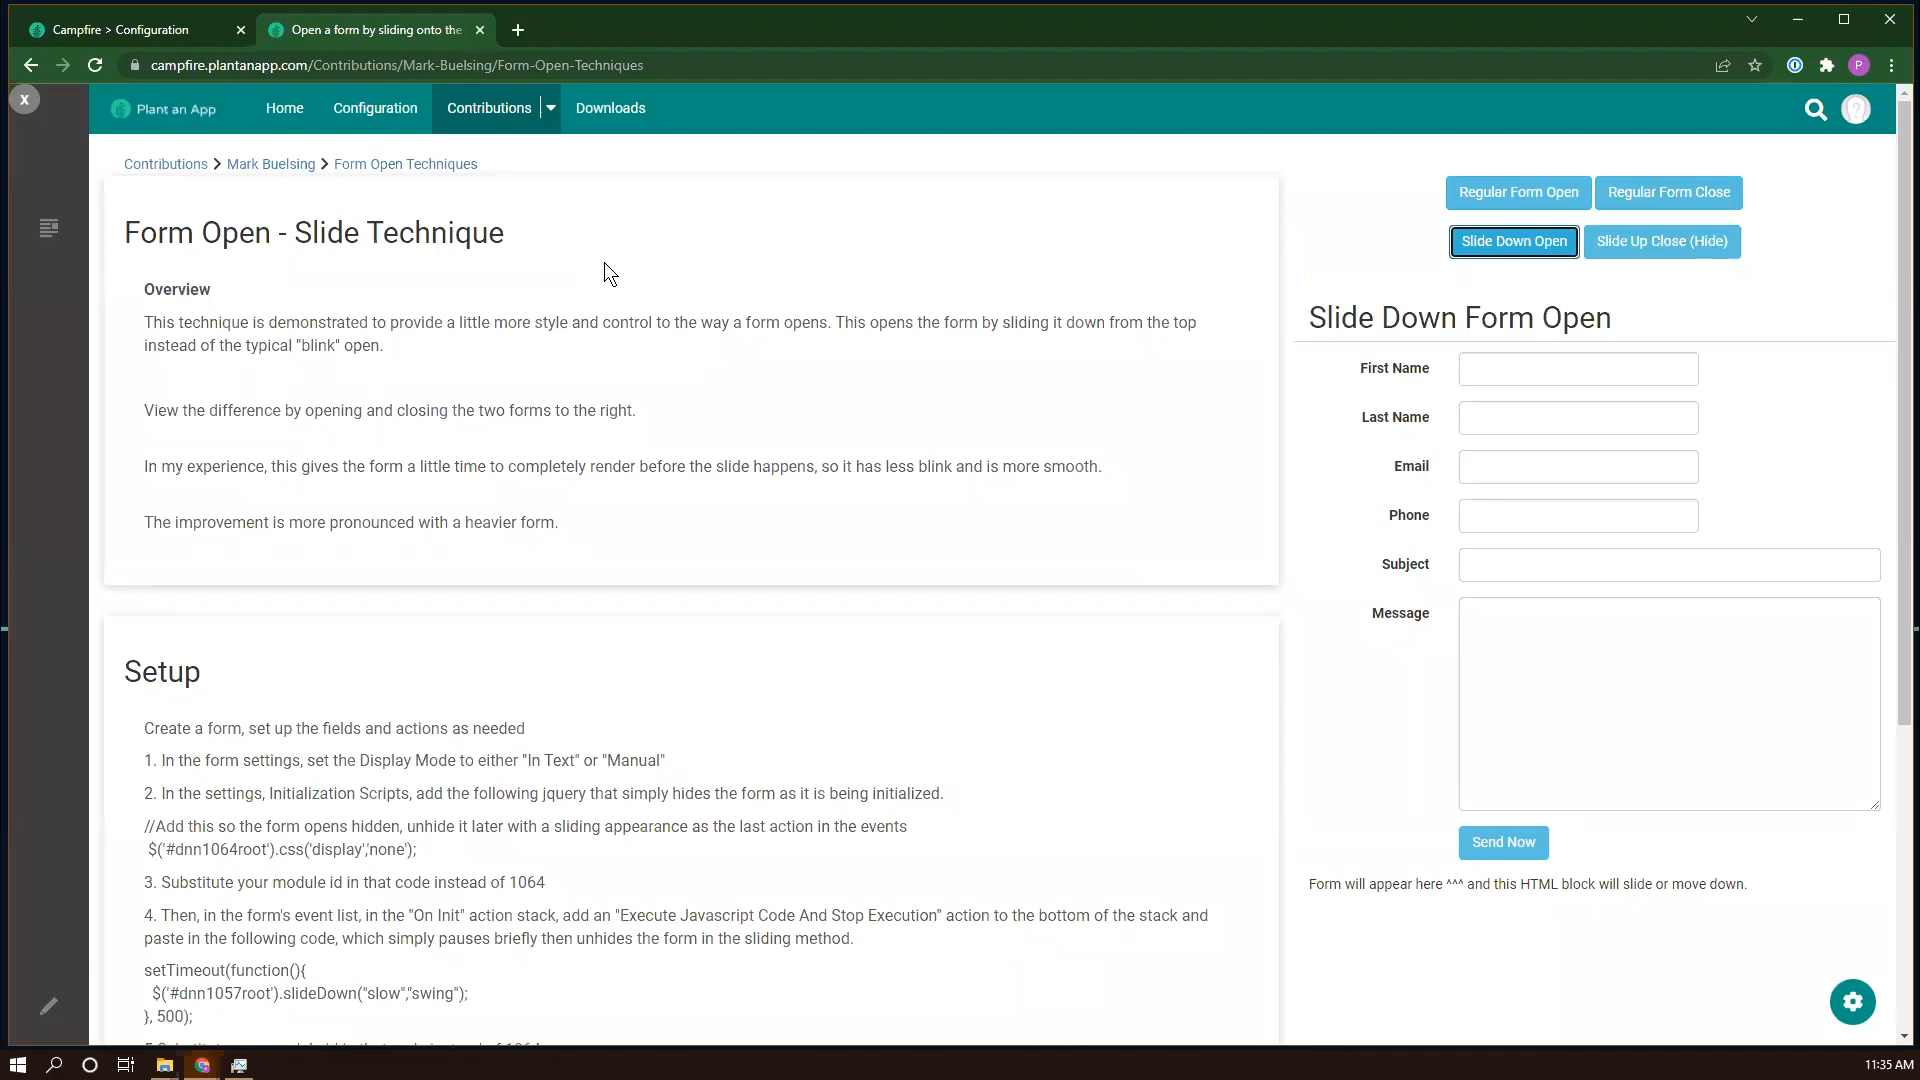 Campfire > Configuration
Open a form by sliding onto the
campfire.plantanapp.com/Contributions/Mark-Buelsing/Form-Open-Techniques
P
X
Plant an App
Home
Configuration
Contributions
Downloads
Contributions > Mark Buelsing > Form Open Techniques
Form Open - Slide Technique
Overview
This technique is demonstrated to provide a little more style and control to the way a form opens. This opens the form by sliding it down from the top
instead of the typical "blink" open.
View the difference by opening and closing the two forms to the right.
In my experience, this gives the form a little time to completely render before the slide happens, so it has less blink and is more smooth.
The improvement is more pronounced with a heavier form.
Setup
Create a form, set up the fields and actions as needed
1. In the form settings, set the Display Mode to either "In Text" or "Manual"
2. In the settings, Initialization Scripts, add the following jquery that simply hides the form as it is being initialized.
//Add this so the form opens hidden, unhide it later with a sliding appearance as the last action in the events
$('#dnn1064root').css('display','none');
3. Substitute your module id in that code instead of 1064
4. Then, in the form's event list, in the "On Init" action stack, add an "Execute Javascript Code And Stop Execution" action to the bottom of the stack and
paste in the following code, which simply pauses briefly then unhides the form in the sliding method.
setTimeout(function(){
$('#dnn1057root').slideDown("slow","swing");
}, 500);
Regular Form Open
Regular Form Close
Slide Down Open
Slide Up Close (Hide)
Slide Down Form Open
First Name
Last Name
Email
Phone
Subject
Message
Send Now
Form will appear here ^^^ and this HTML block will slide or move down.
11:35 AM